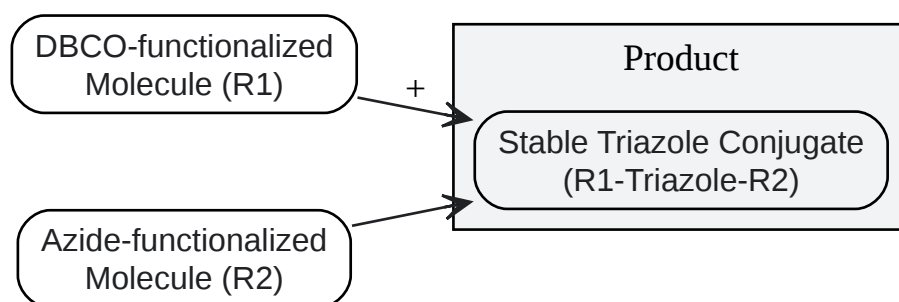 DBCO-functionalized
Molecule (R1)
+
Product
Stable Triazole Conjugate
(R1-Triazole-R2)
Azide-functionalized
Molecule (R2)